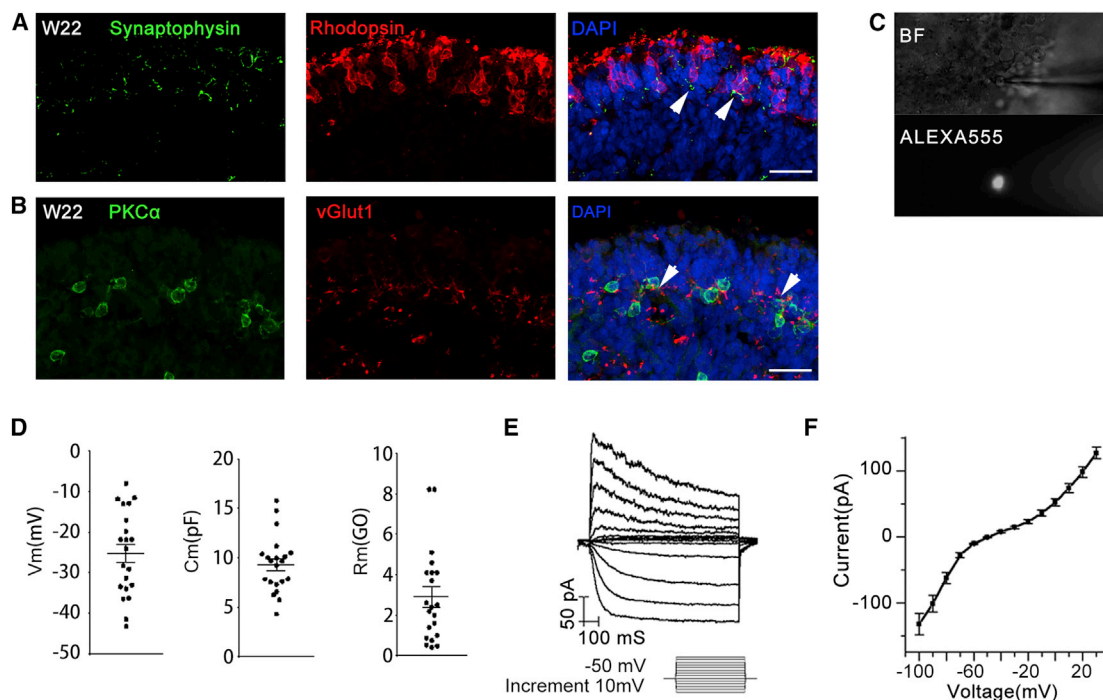 A
W22 Synaptophysin
Rhodopsin
DAPI
B
W22 PKCα
vGlut1
DAPI
C
BF
ALEXA555
D
Vm(mV)
0
-10
-20
-30
-40
-50
Cm(pF)
20
15
10
5
0
Rm(GO)
10
8
6
4
2
0
E
50 pA
100 mS
-50 mV
Increment 10mV
F
Current(pA)
100
0
-100
-100
-60
-20
20
Voltage(mV)